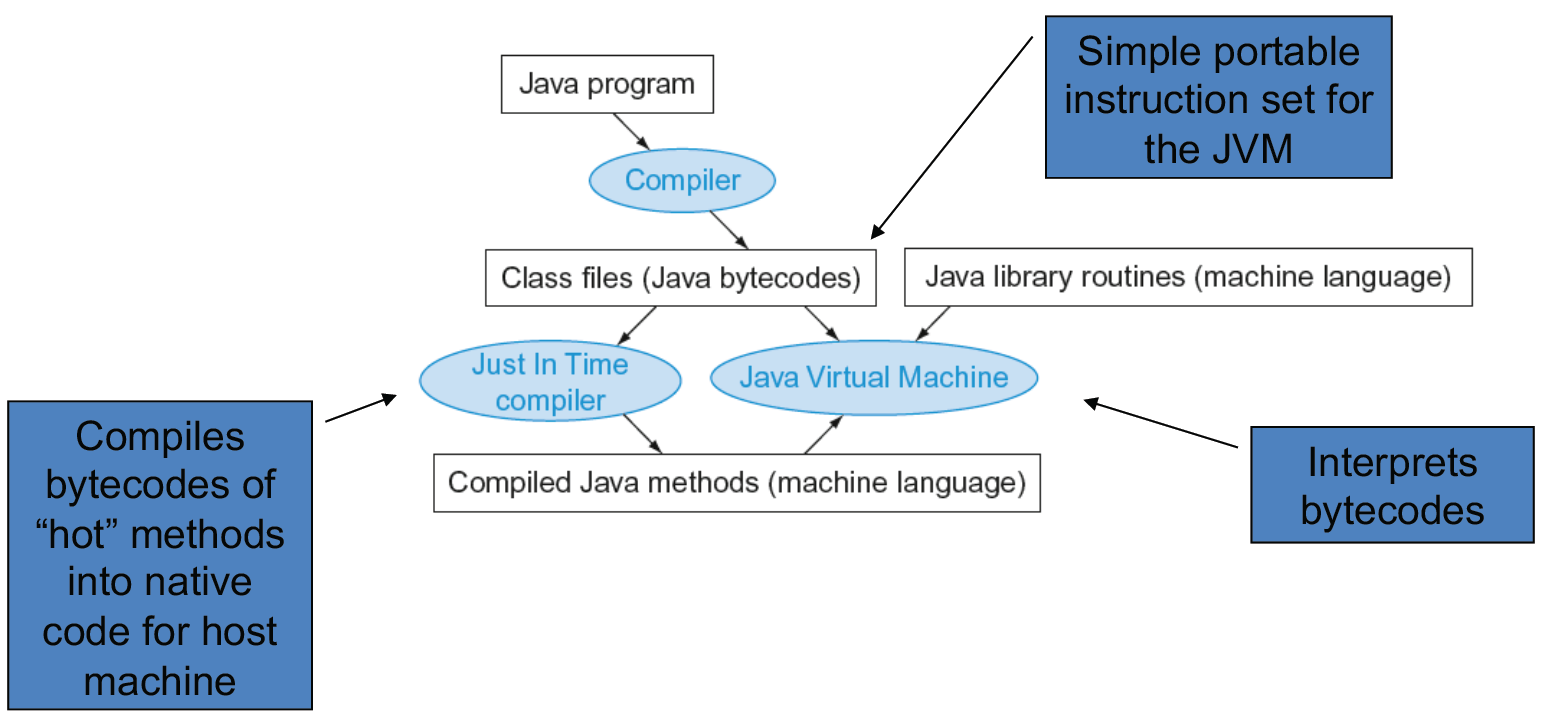 Java program
Simple portable
instruction set for
the JVM
Compiler
Class files (Java bytecodes)
Java library routines (machine language)
Just In Time
compiler
Java Virtual Machine
Compiles
bytecodes of
“hot” methods
into native
code for host
machine
Compiled Java methods (machine language)
Interprets
bytecodes